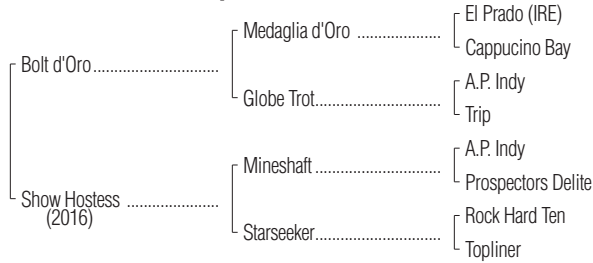 El Prado (IRE)
Medaglia d'Oro ..................
Cappucino Bay
Bolt d'Oro...........................
A.P. Indy
Globe Trot...........................
Trip
A.P. Indy
Mineshaft ...........................
Prospectors Delite
Show Hostess ....................
(2016)
Rock Hard Ten
Starseeker...........................
Topliner